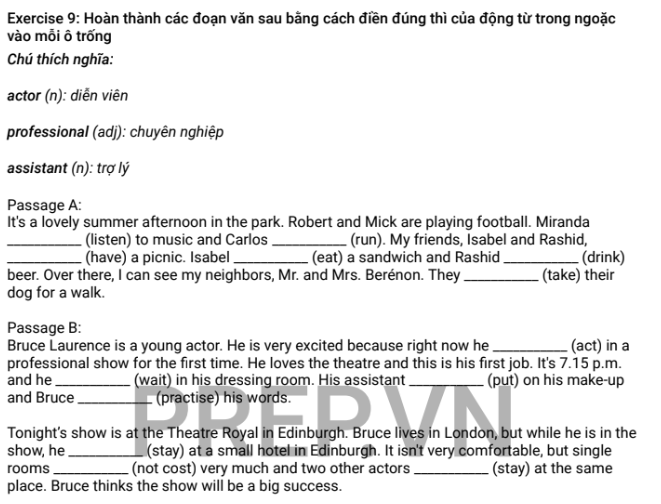 Exercise 9: Hoàn thành các đoạn văn sau bằng cách điền đúng thì của động từ trong ngoặc
vào mỗi ô trống
Chú thích nghĩa:
actor (n): diễn viên
professional (adj): chuyên nghiệp
assistant (n): trợ lý
Passage A:
It's a lovely summer afternoon in the park. Robert and Mick are playing football. Miranda
__________ (listen) to music and Carlos __________ (run). My friends, Isabel and Rashid,
__________ (have) a picnic. Isabel __________ (eat) a sandwich and Rashid __________ (drink)
beer. Over there, I can see my neighbors, Mr. and Mrs. Berénon. They __________ (take) their
dog for a walk.
Passage B:
Bruce Laurence is a young actor. He is very excited because right now he __________ (act) in a
professional show for the first time. He loves the theatre and this is his first job. It's 7.15 p.m.
and he __________ (wait) in his dressing room. His assistant __________ (put) on his make-up
and Bruce __________ (practise) his words.
PREPVN
Tonight's show is at the Theatre Royal in Edinburgh. Bruce lives in London, but while he is in the
show, he __________ (stay) at a small hotel in Edinburgh. It isn't very comfortable, but single
rooms __________ (not cost) very much and two other actors __________ (stay) at the same
place. Bruce thinks the show will be a big success.